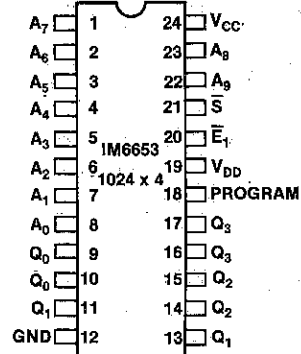 A7 1 24 VCC
A6 2 23 A8
A5 3 22 A9
A4 4 21 S̅
A3 5 20 E̅1
IM6653
A2 6 19 VDD
1024 x 4
A1 7 18 PROGRAM
A0 8 17 Q3
Q0 9 16 Q3
Q0 10 15 Q2
Q1 11 14 Q2
GND 12 13 Q1